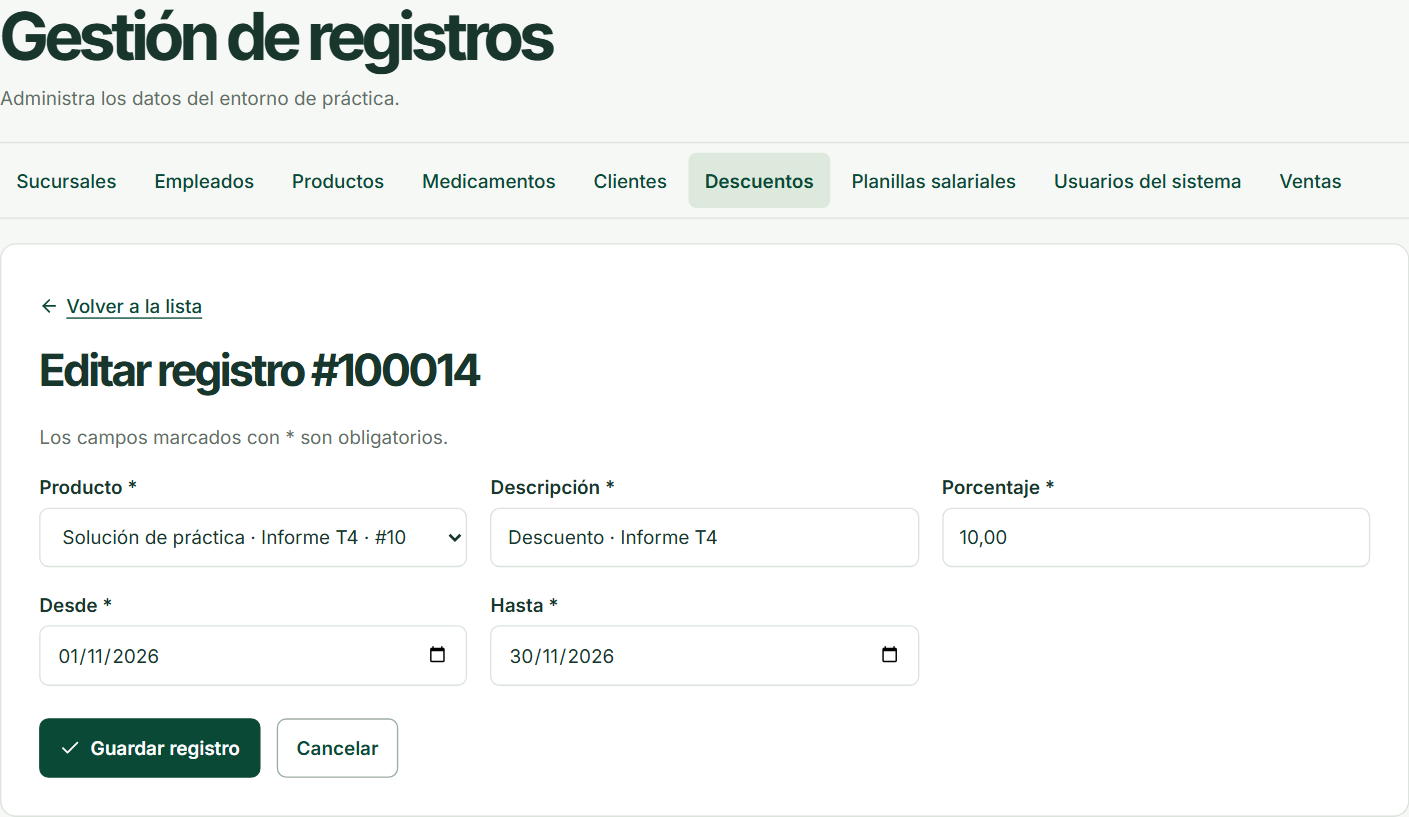 Gestión de registros
Administra los datos del entorno de práctica.
Sucursales Empleados Productos Medicamentos Clientes Descuentos Planillas salariales Usuarios del sistema Ventas
← Volver a la lista
Editar registro #100014
Los campos marcados con * son obligatorios.
Producto * Descripción * Porcentaje *
Solución de práctica · Informe T4 · #10 Descuento · Informe T4 10,00
Desde * Hasta *
01/11/2026 30/11/2026
Guardar registro Cancelar